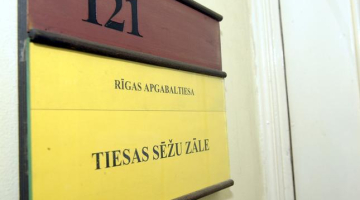 121
RĪGAS APGABALTIESA
TIESAS SĒŽU ZĀLE